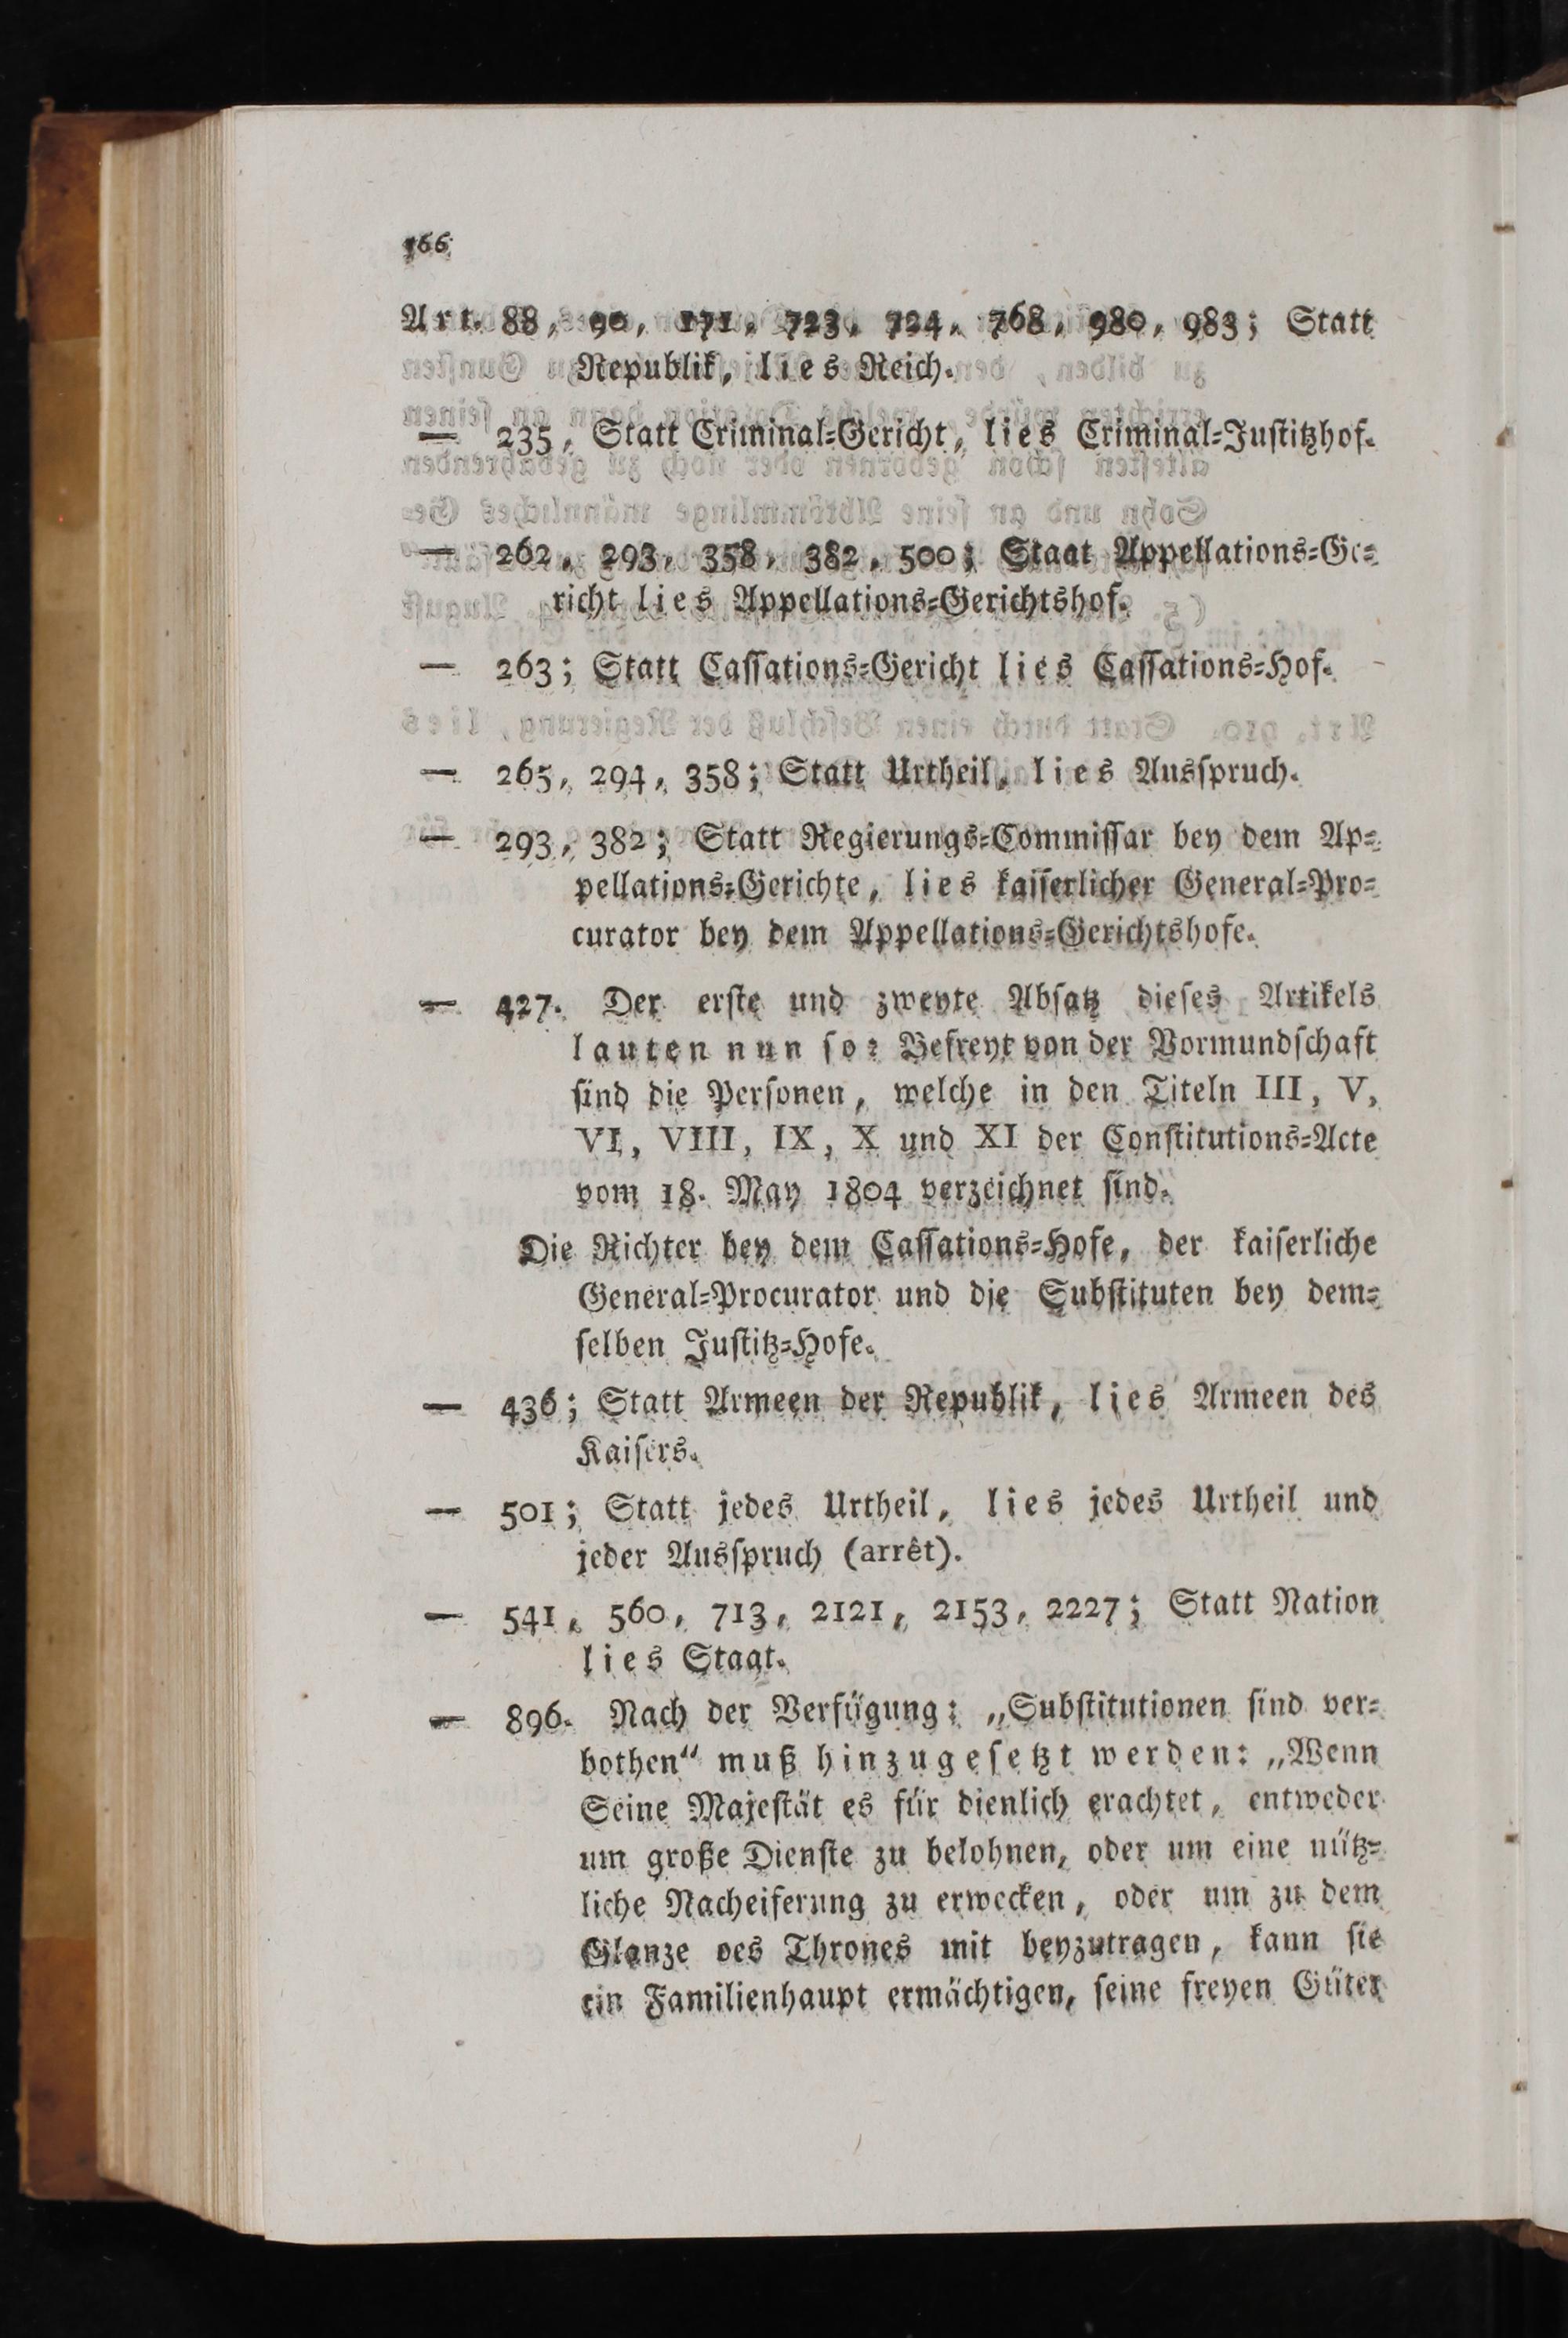 166
Art. 88, 90, 171, 723, 724, 768, 980, 983; Statt
Republik, lies Reich.
— 235, Statt Criminal-Gericht, lies Criminal-Justitzhof.
— 262, 293, 358, 382, 500; Staat Appellations-Ge-
richt lies Appellations-Gerichtshof.
— 263; Statt Cassations-Gericht lies Cassations-Hof.
— 265, 294, 358; Statt Urtheil, lies Ausspruch.
— 293, 382; Statt Regierungs-Commissar bey dem Ap-
pellations-Gerichte, lies kaiserlicher General-Pro-
curator bey dem Appellations-Gerichtshofe.
— 427. Der erste und zweyte Absatz dieses Artikels
lauten nun so: Befreyt von der Vormundschaft
sind die Personen, welche in den Titeln III, V,
VI, VIII, IX, X und XI der Constitutions-Acte
vom 18. May 1804 verzeichnet sind.
Die Richter bey dem Cassations-Hofe, der kaiserliche
General-Procurator und die Substituten bey dem-
selben Justitz-Hofe.
— 436; Statt Armeen der Republik, lies Armeen des
Kaisers.
— 501; Statt jedes Urtheil, lies jedes Urtheil und
jeder Ausspruch (arrêt).
— 541, 560, 713, 2121, 2153, 2227; Statt Nation
lies Staat.
— 896. Nach der Verfügung: „Substitutionen sind ver-
bothen“ muß hinzugesetzt werden: „Wenn
Seine Majestät es für dienlich erachtet, entweder
um große Dienste zu belohnen, oder um eine nütz-
liche Nacheiferung zu erwecken, oder um zu dem
Glanze des Thrones mit beyzutragen, kann sie
ein Familienhaupt ermächtigen, seine freyen Güter